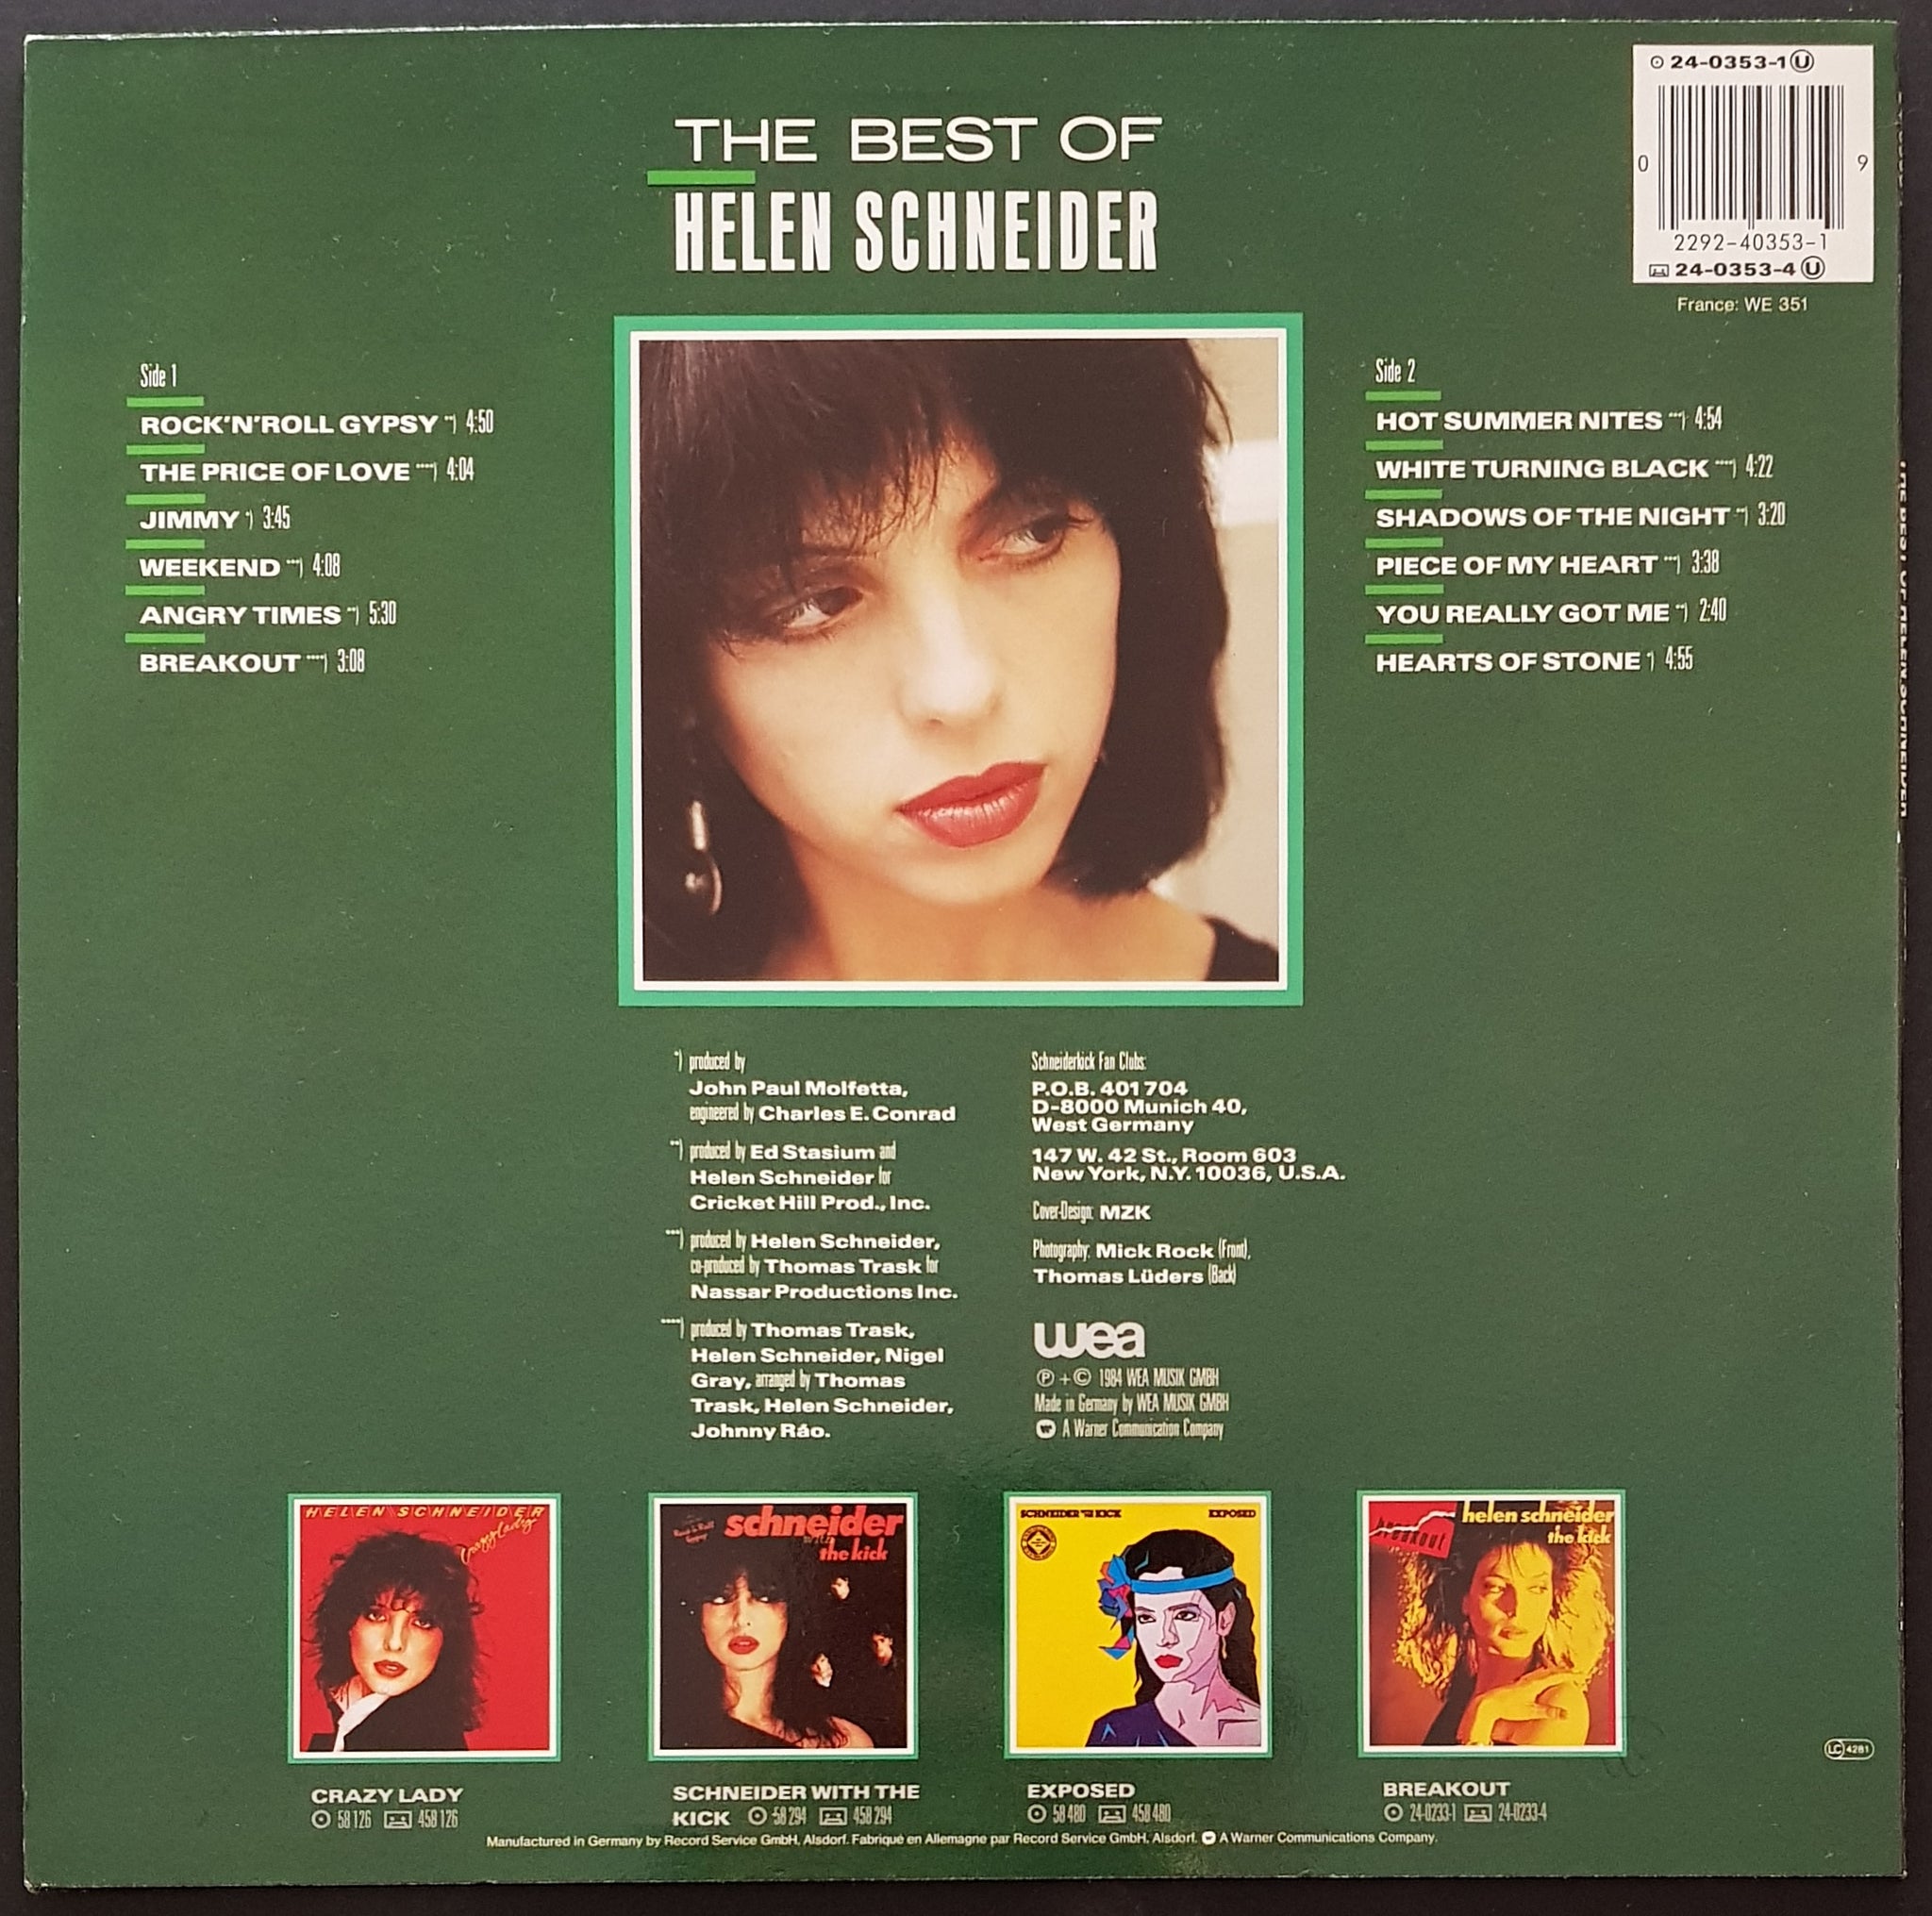 24-0353-1 U
0 9
2292-40353-1
24-0353-4 U
France: WE 351
THE BEST OF
HELEN SCHNEIDER
Side 1
ROCK'N'ROLL GYPSY **) 4:50
THE PRICE OF LOVE ****) 4:04
JIMMY *) 3:45
WEEKEND ***) 4:08
ANGRY TIMES **) 5:30
BREAKOUT ****) 3:08
Side 2
HOT SUMMER NITES ***) 4:54
WHITE TURNING BLACK ****) 4:22
SHADOWS OF THE NIGHT **) 3:20
PIECE OF MY HEART ***) 3:38
YOU REALLY GOT ME **) 2:40
HEARTS OF STONE *) 4:55
*) produced by
John Paul Molfetta,
engineered by Charles E. Conrad
**) produced by Ed Stasium and
Helen Schneider for
Cricket Hill Prod., Inc.
***) produced by Helen Schneider,
co-produced by Thomas Trask for
Nassar Productions Inc.
****) produced by Thomas Trask,
Helen Schneider, Nigel
Gray, arranged by Thomas
Trask, Helen Schneider,
Johnny Ráo.
Schneiderkick Fan Clubs:
P.O.B. 401704
D-8000 Munich 40,
West Germany
147 W. 42 St., Room 603
New York, N.Y. 10036, U.S.A.
Cover-Design: MZK
Photography: Mick Rock (Front),
Thomas Lüders (Back)
wea
℗ + © 1984 WEA MUSIK GMBH
Made in Germany by WEA MUSIK GMBH
A Warner Communication Company
HELEN SCHNEIDER
Crazy Lady
schneider
with
the kick
SCHNEIDER WITH THE KICK
EXPOSED
breakout
helen schneider
the kick
LC 4281
CRAZY LADY
58 126 458 126
SCHNEIDER WITH THE
KICK 58 294 458 294
EXPOSED
58 480 458 480
BREAKOUT
24-0233-1 24-0233-4
Manufactured in Germany by Record Service GmbH, Alsdorf. Fabriqué en Allemagne par Record Service GmbH, Alsdorf. A Warner Communications Company.
THE BEST OF HELEN SCHNEIDER